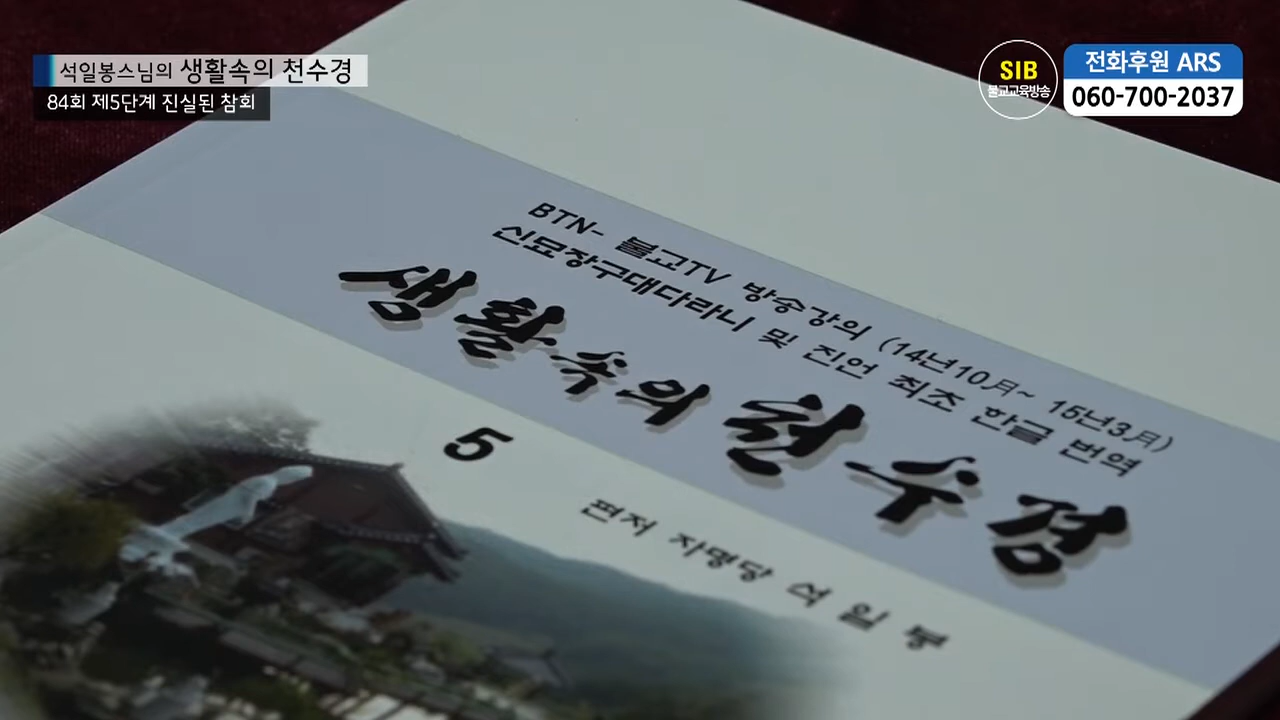 석일봉스님의 생활속의 천수경
84회 제5단계 진실된 참회
SIB
불교교육방송
전화후원 ARS
060-700-2037
BTN- 불교TV 방송강의 (14년10月~ 15년3月)
신묘장구대다라니 및 진언 최초 한글 번역
생활속의 천수경
5
편저 자명당 석 일 봉